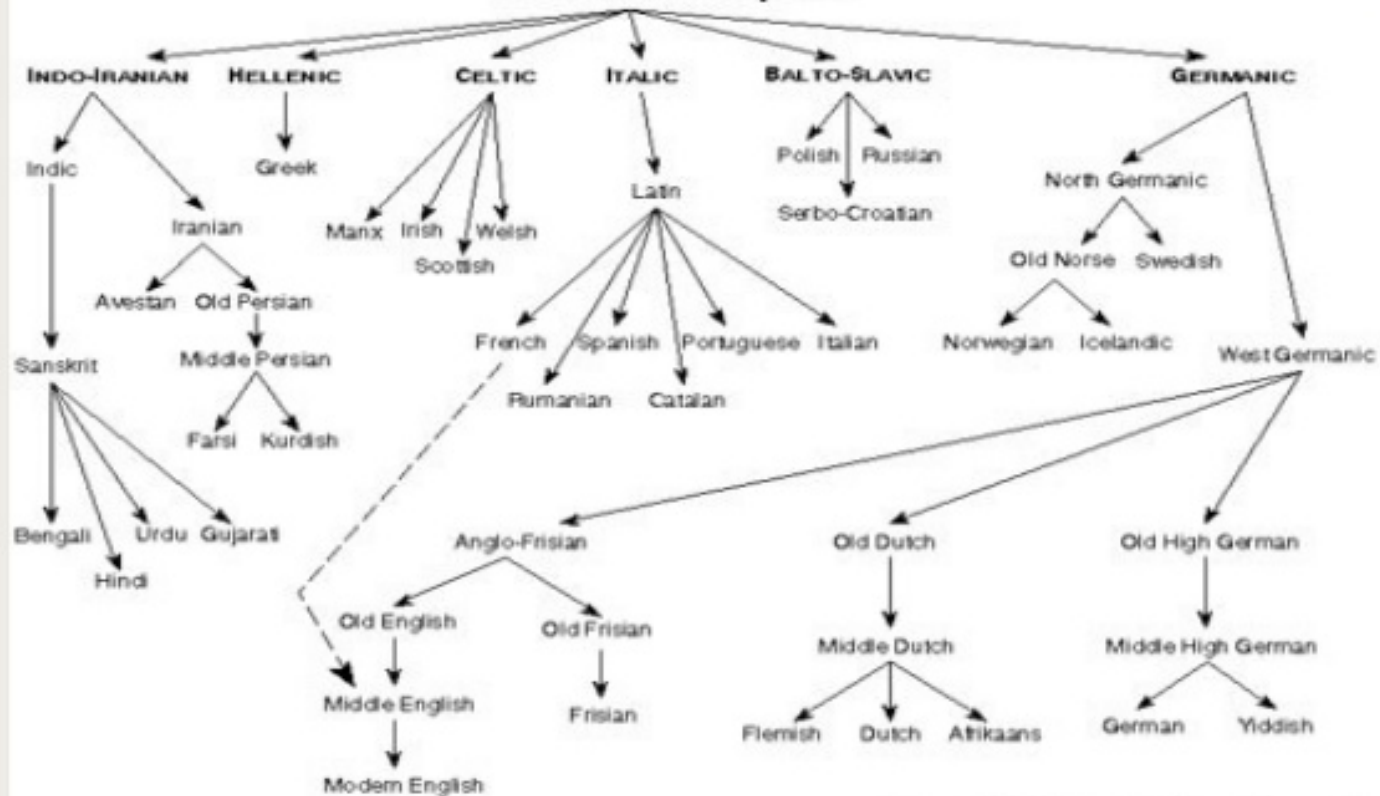 INDO-IRANIAN HELLENIC CELTIC ITALIC BALTO-SLAVIC GERMANIC
Indic Greek Polish Russian
Latin North Germanic
Iranian Manx Irish Welsh Serbo-Croatian
Scottish Old Norse Swedish
Avestan Old Persian
French Spanish Portuguese Italian Norwegian Icelandic
Sanskrit Middle Persian West Germanic
Rumanian Catalan
Farsi Kurdish
Bengali Urdu Gujarati Anglo-Frisian Old Dutch Old High German
Hindi
Old English Old Frisian
Middle Dutch Middle High German
Middle English Frisian
Flemish Dutch Afrikaans German Yiddish
Modern English